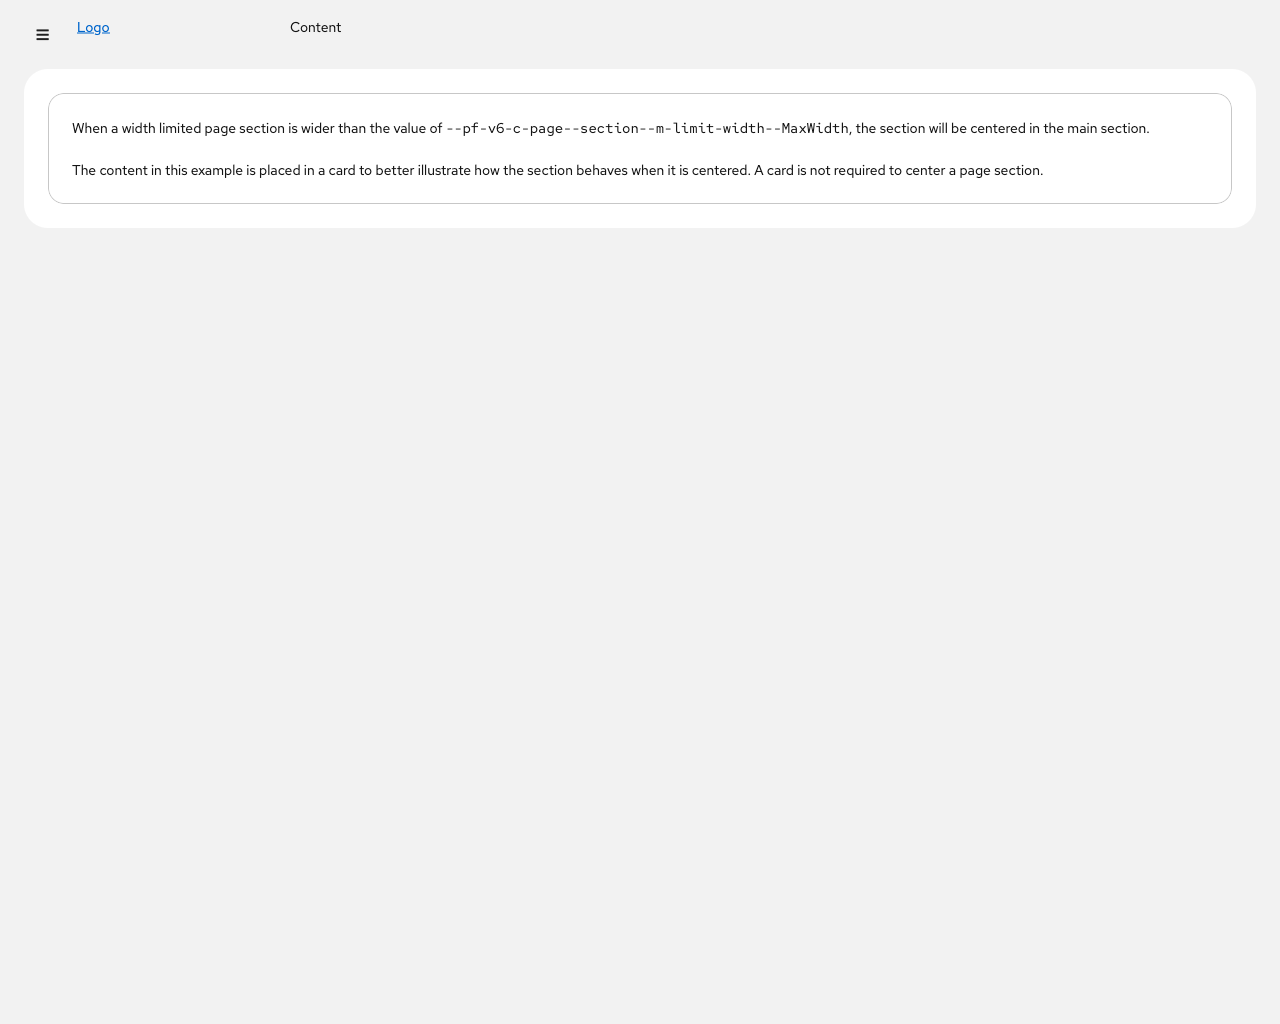 Logo
Content
When a width limited page section is wider than the value of --pf-v6-c-page--section--m-limit-width--MaxWidth, the section will be centered in the main section.
The content in this example is placed in a card to better illustrate how the section behaves when it is centered. A card is not required to center a page section.